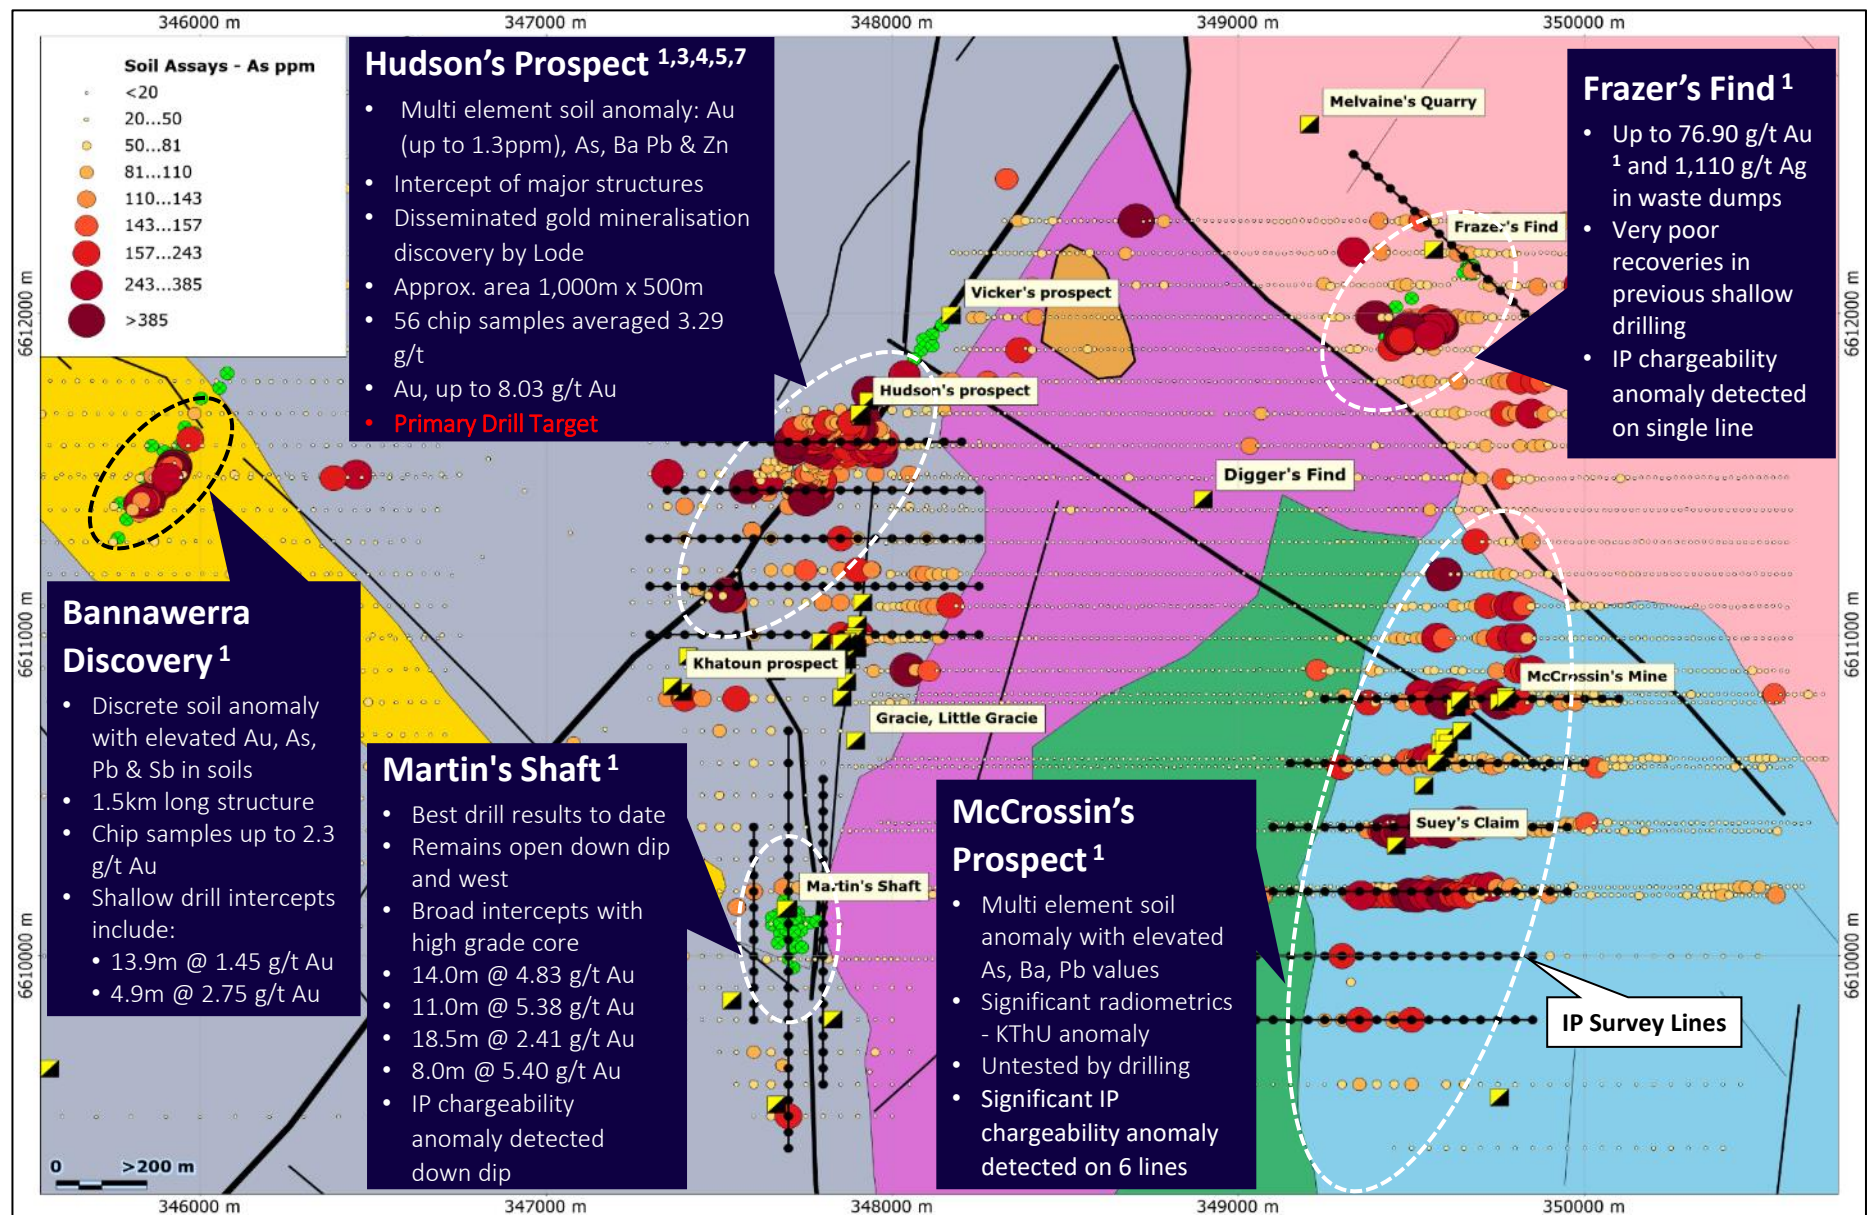 346000 m
347000 m
348000 m
349000 m
350000 m
Soil Assays - As ppm
<20
20...50
50...81
81...110
110...143
143...157
157...243
243...385
>385
Hudson's Prospect 1,3,4,5,7
• Multi element soil anomaly: Au
(up to 1.3ppm), As, Ba Pb & Zn
• Intercept of major structures
• Disseminated gold mineralisation
discovery by Lode
• Approx. area 1,000m x 500m
• 56 chip samples averaged 3.29
g/t
• Au, up to 8.03 g/t Au
• Primary Drill Target
Frazer's Find 1
• Up to 76.90 g/t Au
1 and 1,110 g/t Ag
in waste dumps
• Very poor
recoveries in
previous shallow
drilling
• IP chargeability
anomaly detected
on single line
Melvaine's Quarry
Frazer's Find
Vicker's prospect
Hudson's prospect
Digger's Find
Khatoun prospect
Gracie, Little Gracie
McCrossin's Mine
Suey's Claim
Martin's Shaft
6612000 m
6612000 m
6611000 m
6611000 m
6610000 m
6610000 m
Bannawerra
Discovery 1
• Discrete soil anomaly
with elevated Au, As,
Pb & Sb in soils
• 1.5km long structure
• Chip samples up to 2.3
g/t Au
• Shallow drill intercepts
include:
• 13.9m @ 1.45 g/t Au
• 4.9m @ 2.75 g/t Au
Martin's Shaft 1
• Best drill results to date
• Remains open down dip
and west
• Broad intercepts with
high grade core
• 14.0m @ 4.83 g/t Au
• 11.0m @ 5.38 g/t Au
• 18.5m @ 2.41 g/t Au
• 8.0m @ 5.40 g/t Au
• IP chargeability
anomaly detected
down dip
McCrossin's
Prospect 1
• Multi element soil
anomaly with elevated
As, Ba, Pb values
• Significant radiometrics
- KThU anomaly
• Untested by drilling
• Significant IP
chargeability anomaly
detected on 6 lines
IP Survey Lines
0 >200 m
346000 m
347000 m
348000 m
349000 m
350000 m